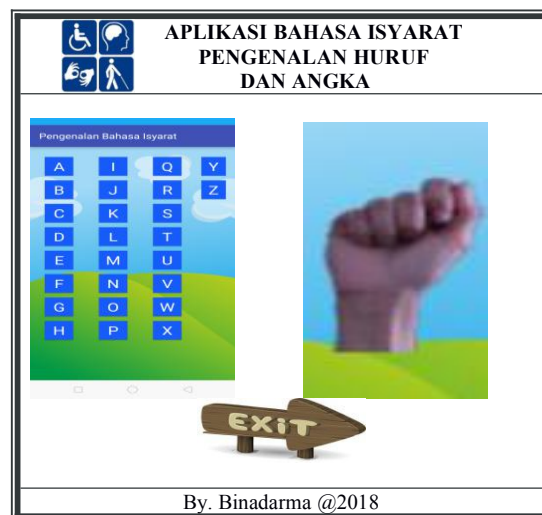 APLIKASI BAHASA ISYARAT
PENGENALAN HURUF
DAN ANGKA
Pengenalan Bahasa Isyarat
A I Q Y
B J R Z
C K S
D L T
E M U
F N V
G O W
H P X
EXiT
By. Binadarma @2018